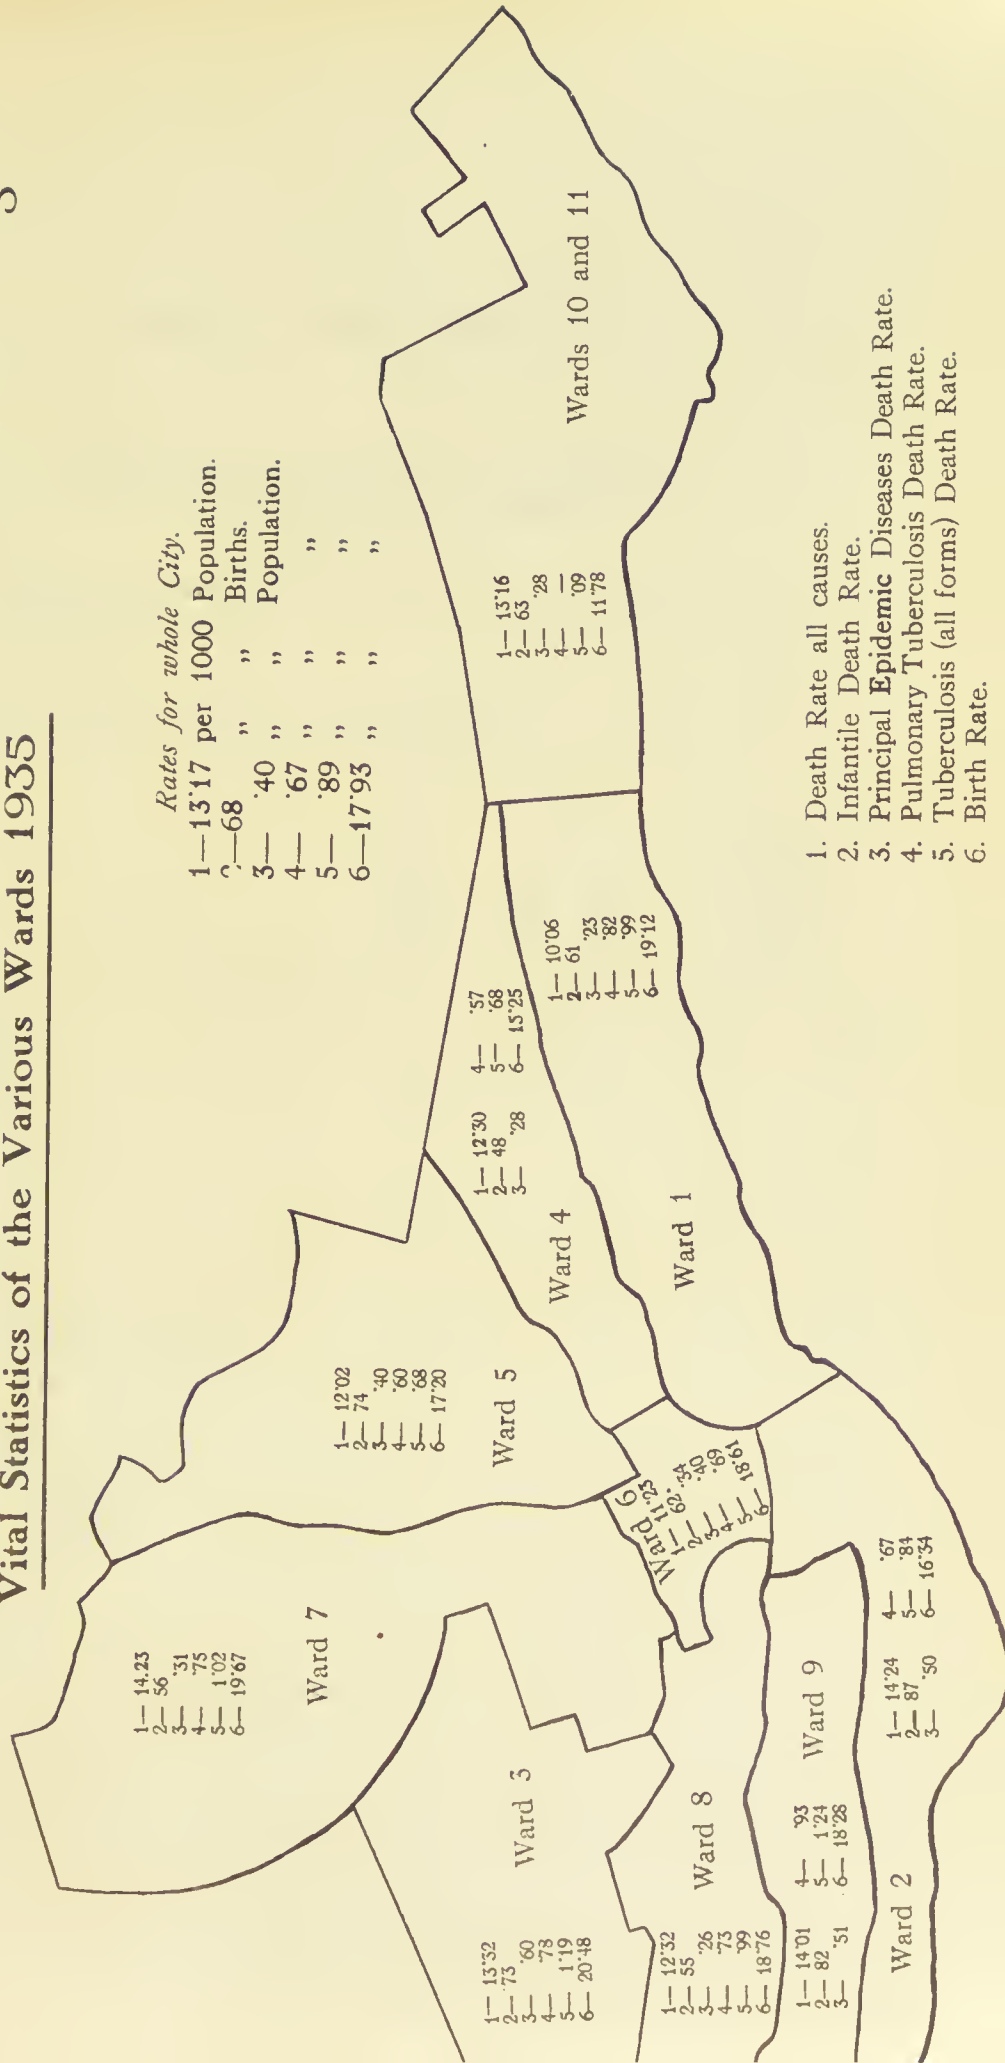 Vital Statistics of the Various Wards 1935
Rates for whole City.
1—13·17 per 1000 Population.
2—68 „ „ Births.
3— ·40 „ „ Population.
4— ·67 „ „ „
5— ·89 „ „ „
6—17·93 „ „ „
Ward 7
1— 14.23
2— 56
3— ·31
4— ·75
5— 1·02
6— 19·67
Ward 5
1— 12·02
2— 74
3— ·40
4— ·60
5— ·68
6— 17·20
Ward 3
1— 13·32
2— 73
3— ·60
4— ·78
5— 1·19
6— 20·48
Ward 4
1— 12·30
2— 48
3— ·28
4— ·57
5— ·68
6— 15·25
Wards 10 and 11
1— 13·16
2— 63
3— ·28
4— —
5— ·09
6— 11·78
Ward 1
1— 10·06
2— 61
3— ·23
4— ·82
5— ·99
6— 19·12
Ward 6
1— 11·23
2— 62
3— ·34
4— ·40
5— ·69
6— 18·61
Ward 8
1— 12·32
2— 55
3— ·26
4— ·73
5— ·99
6— 18·76
Ward 9
1— 14·01
2— 82
3— ·51
4— ·93
5— 1·24
6— 18·28
Ward 2
1— 14·24
2— 87
3— ·50
4— ·67
5— ·84
6— 16·34
1. Death Rate all causes.
2. Infantile Death Rate.
3. Principal Epidemic Diseases Death Rate.
4. Pulmonary Tuberculosis Death Rate.
5. Tuberculosis (all forms) Death Rate.
6. Birth Rate.